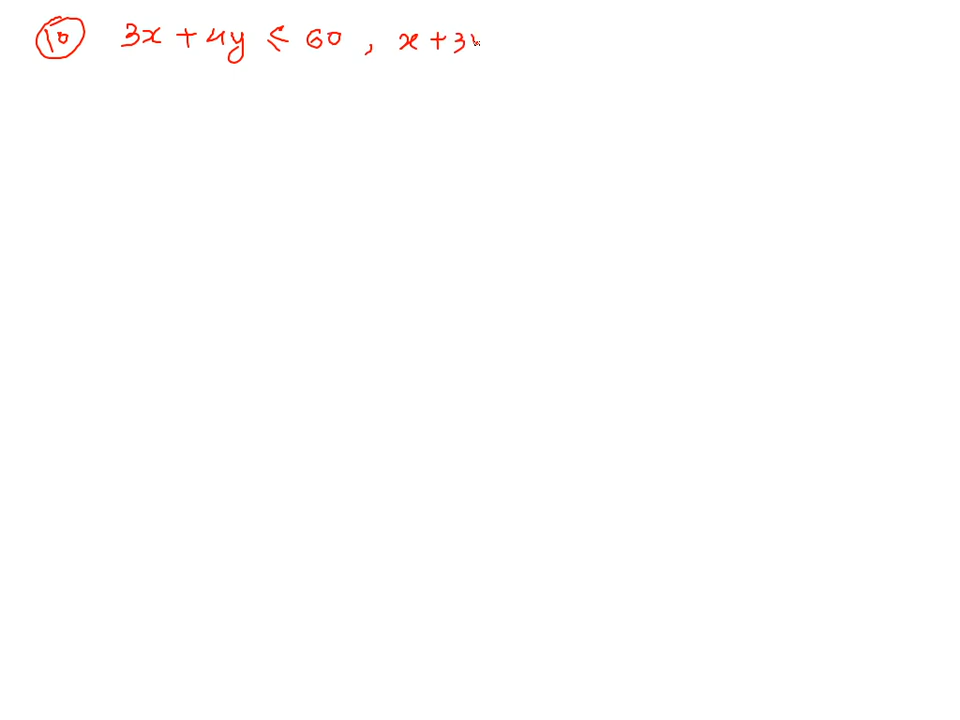 10 3x + 4y ≤ 60 , x + 3